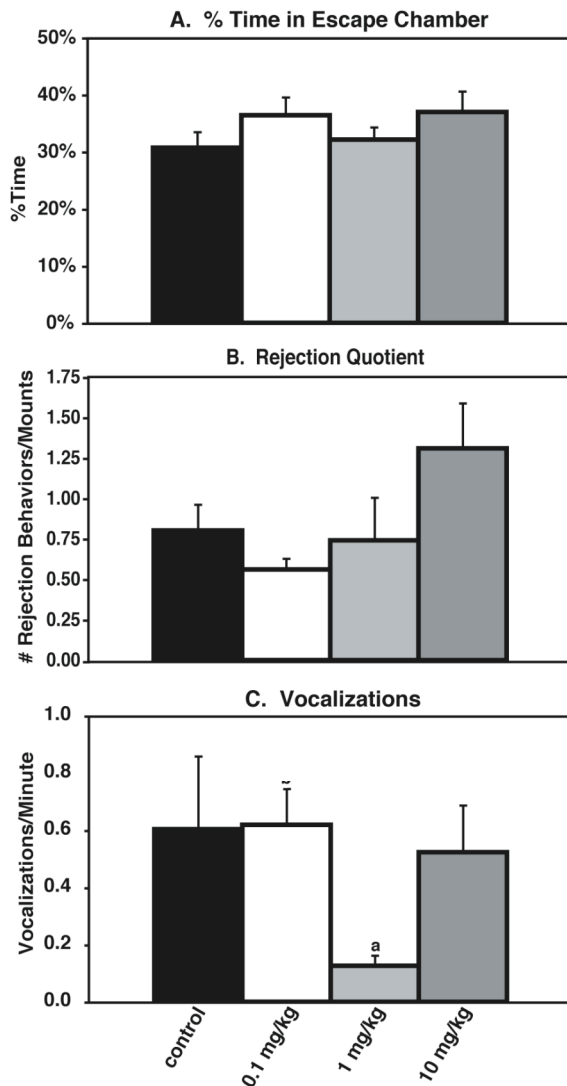 A. % Time in Escape Chamber
50%
40%
30%
20%
10%
0%
%Time
B. Rejection Quotient
1.75
1.50
1.25
1.00
0.75
0.50
0.25
0.00
# Rejection Behaviors/Mounts
C. Vocalizations
1.0
0.8
0.6
0.4
0.2
0.0
Vocalizations/Minute
a
control
0.1 mg/kg
1 mg/kg
10 mg/kg